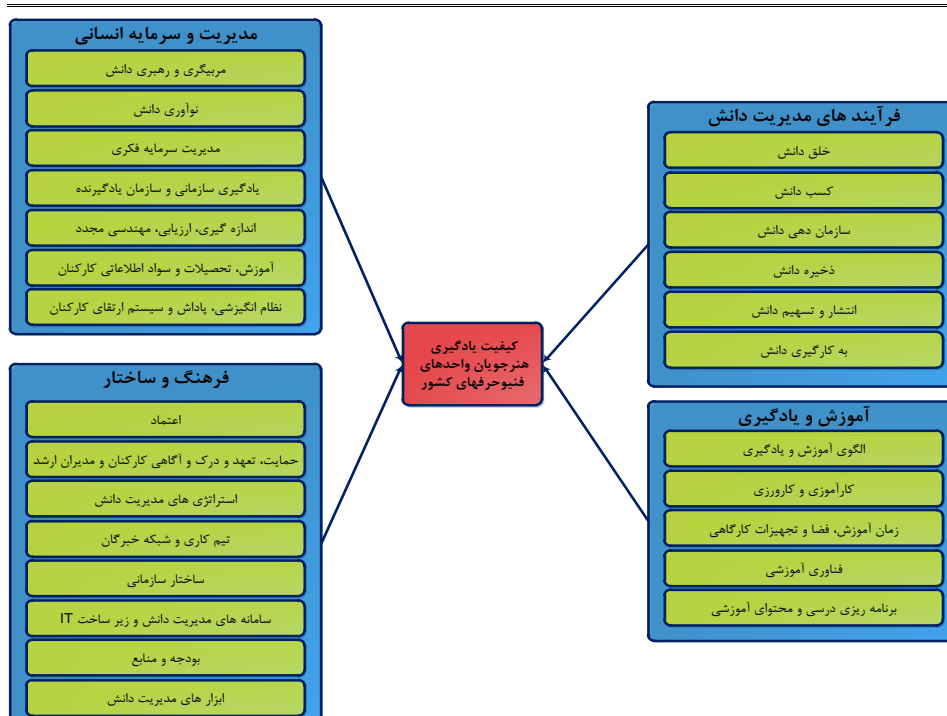 فرآیند های مدیریت دانش
خلق دانش
کسب دانش
سازمان دهی دانش
ذخیره دانش
انتشار و تسهیم دانش
به کارگیری دانش
آموزش و یادگیری
الگوی آموزش و یادگیری
کارآموزی و کارورزی
زمان آموزش، فضا و تجهیزات کارگاهی
فناوری آموزشی
برنامه ریزی درسی و محتوای آموزشی
کیفیت یادگیری
هنرجویان واحدهای
فنیوحرفهای کشور
مدیریت و سرمایه انسانی
مربیگری و رهبری دانش
نوآوری دانش
مدیریت سرمایه فکری
یادگیری سازمانی و سازمان یادگیرنده
اندازه گیری، ارزیابی، مهندسی مجدد
آموزش، تحصیلات و سواد اطلاعاتی کارکنان
نظام انگیزشی، پاداش و سیستم ارتقای کارکنان
فرهنگ و ساختار
اعتماد
حمایت، تعهد و درک و آگاهی کارکنان و مدیران ارشد
استراتژی های مدیریت دانش
تیم کاری و شبکه خبرگان
ساختار سازمانی
سامانه های مدیریت دانش و زیر ساخت IT
بودجه و منابع
ابزار های مدیریت دانش